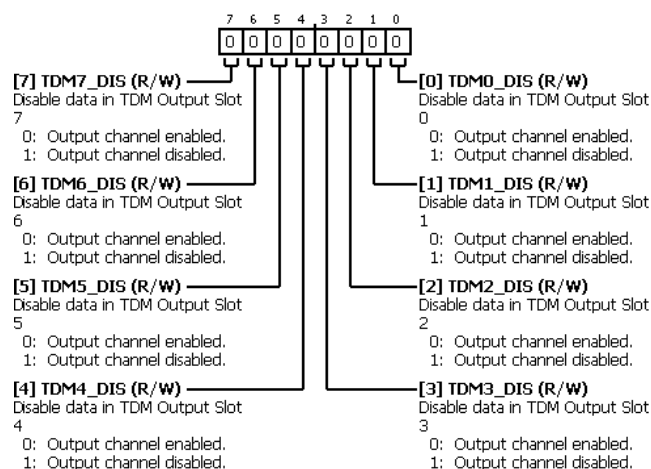 7 6 5 4 3 2 1 0
0 0 0 0 0 0 0 0
[7] TDM7_DIS (R/W)
Disable data in TDM Output Slot
7
0: Output channel enabled.
1: Output channel disabled.
[6] TDM6_DIS (R/W)
Disable data in TDM Output Slot
6
0: Output channel enabled.
1: Output channel disabled.
[5] TDM5_DIS (R/W)
Disable data in TDM Output Slot
5
0: Output channel enabled.
1: Output channel disabled.
[4] TDM4_DIS (R/W)
Disable data in TDM Output Slot
4
0: Output channel enabled.
1: Output channel disabled.
[0] TDM0_DIS (R/W)
Disable data in TDM Output Slot
0
0: Output channel enabled.
1: Output channel disabled.
[1] TDM1_DIS (R/W)
Disable data in TDM Output Slot
1
0: Output channel enabled.
1: Output channel disabled.
[2] TDM2_DIS (R/W)
Disable data in TDM Output Slot
2
0: Output channel enabled.
1: Output channel disabled.
[3] TDM3_DIS (R/W)
Disable data in TDM Output Slot
3
0: Output channel enabled.
1: Output channel disabled.